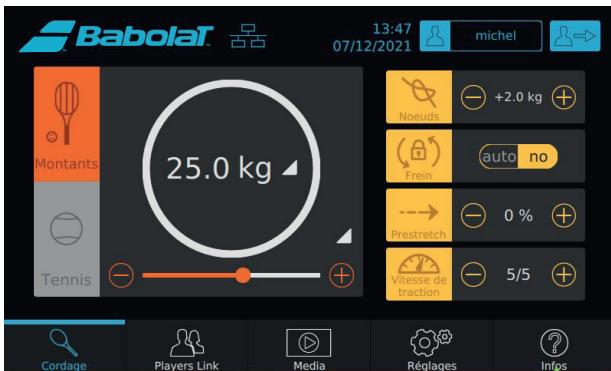 BabolaT
13:47
07/12/2021
michel
Montants
25.0 kg
Tennis
Noeuds
+2.0 kg
Frein
auto no
Prestretch
0 %
Vitesse de
traction
5/5
Cordage
Players Link
Media
Réglages
Infos